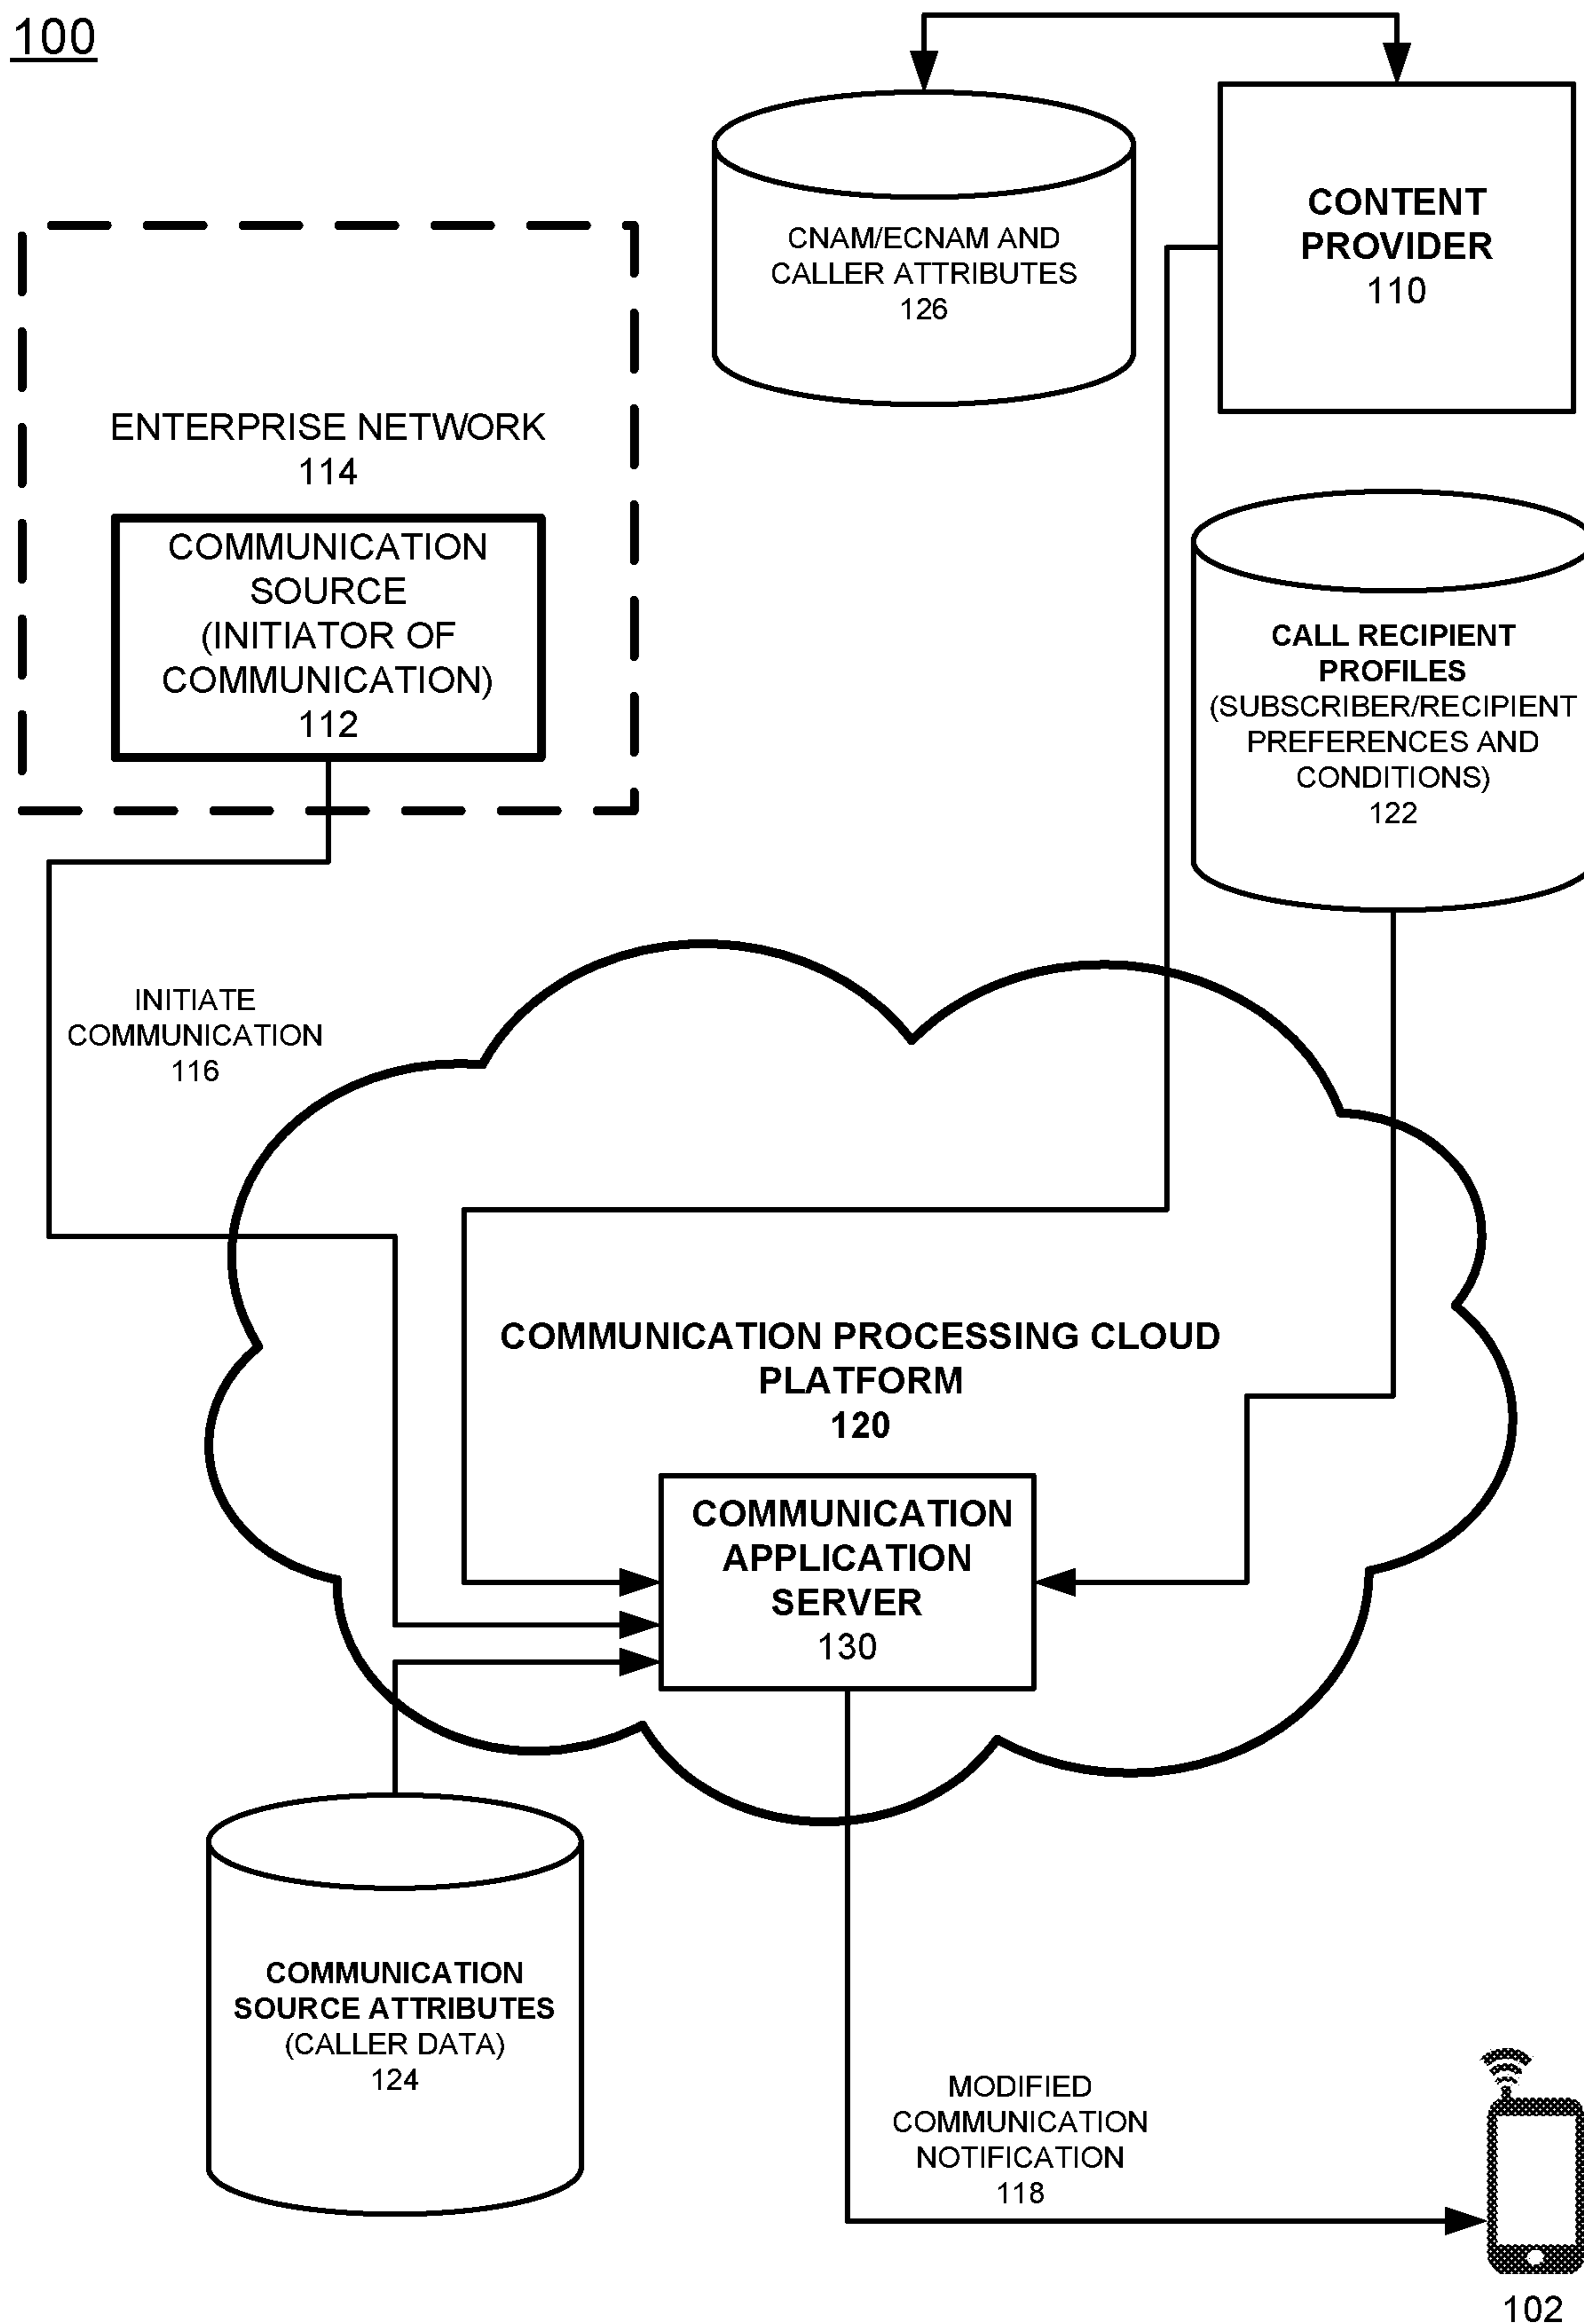 100
CNAM/ECNAM AND
CALLER ATTRIBUTES
126
CONTENT
PROVIDER
110
ENTERPRISE NETWORK
114
COMMUNICATION
SOURCE
(INITIATOR OF
COMMUNICATION)
112
CALL RECIPIENT
PROFILES
(SUBSCRIBER/RECIPIENT
PREFERENCES AND
CONDITIONS)
122
INITIATE
COMMUNICATION
116
COMMUNICATION PROCESSING CLOUD
PLATFORM
120
COMMUNICATION
APPLICATION
SERVER
130
COMMUNICATION
SOURCE ATTRIBUTES
(CALLER DATA)
124
MODIFIED
COMMUNICATION
NOTIFICATION
118
102